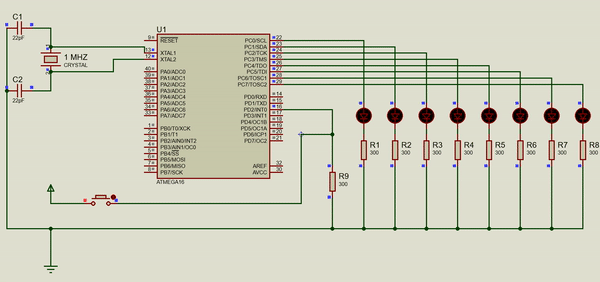 C1
22pF
C2
22pF
1 MHZ
CRYSTAL
U1
9 RESET
13 XTAL1
12 XTAL2
40 PA0/ADC0
39 PA1/ADC1
38 PA2/ADC2
37 PA3/ADC3
36 PA4/ADC4
35 PA5/ADC5
34 PA6/ADC6
33 PA7/ADC7
1 PB0/T0/XCK
2 PB1/T1
3 PB2/AIN0/INT2
4 PB3/AIN1/OC0
5 PB4/SS
6 PB5/MOSI
7 PB6/MISO
8 PB7/SCK
PC0/SCL 22
PC1/SDA 23
PC2/TCK 24
PC3/TMS 25
PC4/TDO 26
PC5/TDI 27
PC6/TOSC1 28
PC7/TOSC2 29
PD0/RXD 14
PD1/TXD 15
PD2/INT0 16
PD3/INT1 17
PD4/OC1B 18
PD5/OC1A 19
PD6/ICP1 20
PD7/OC2 21
AREF 32
AVCC 30
ATMEGA16
R1
300
R2
300
R3
300
R4
300
R5
300
R6
300
R7
300
R8
300
R9
300